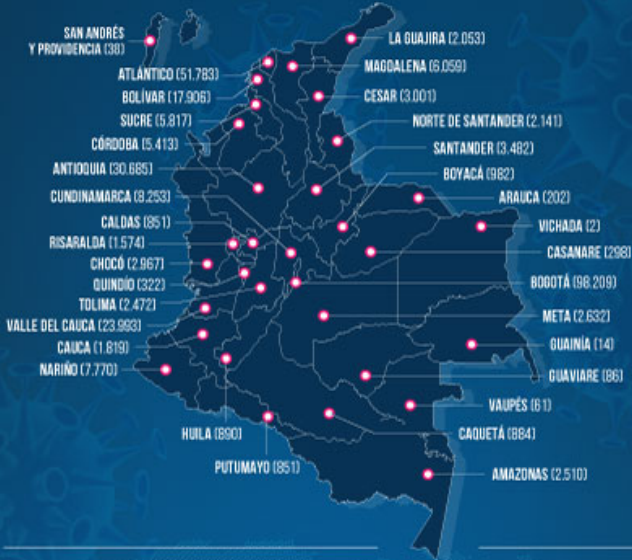 SAN ANDRÉS
Y PROVIDENCIA (38)
ATLÁNTICO (51.783)
BOLÍVAR (17.906)
SUCRE (5.817)
CÓRDOBA (5.413)
ANTIOQUIA (30.685)
CUNDINAMARCA (8.253)
CALDAS (851)
RISARALDA (1.574)
CHOCÓ (2.967)
QUINDÍO (322)
TOLIMA (2.472)
VALLE DEL CAUCA (23.993)
CAUCA (1.819)
NARIÑO (7.770)
HUILA (890)
PUTUMAYO (851)
LA GUAJIRA (2.053)
MAGDALENA (6.059)
CESAR (3.001)
NORTE DE SANTANDER (2.141)
SANTANDER (3.482)
BOYACÁ (982)
ARAUCA (202)
VICHADA (2)
CASANARE (298)
BOGOTÁ (98.209)
META (2.632)
GUAINÍA (14)
GUAVIARE (86)
VAUPÉS (61)
CAQUETÁ (884)
AMAZONAS (2.510)